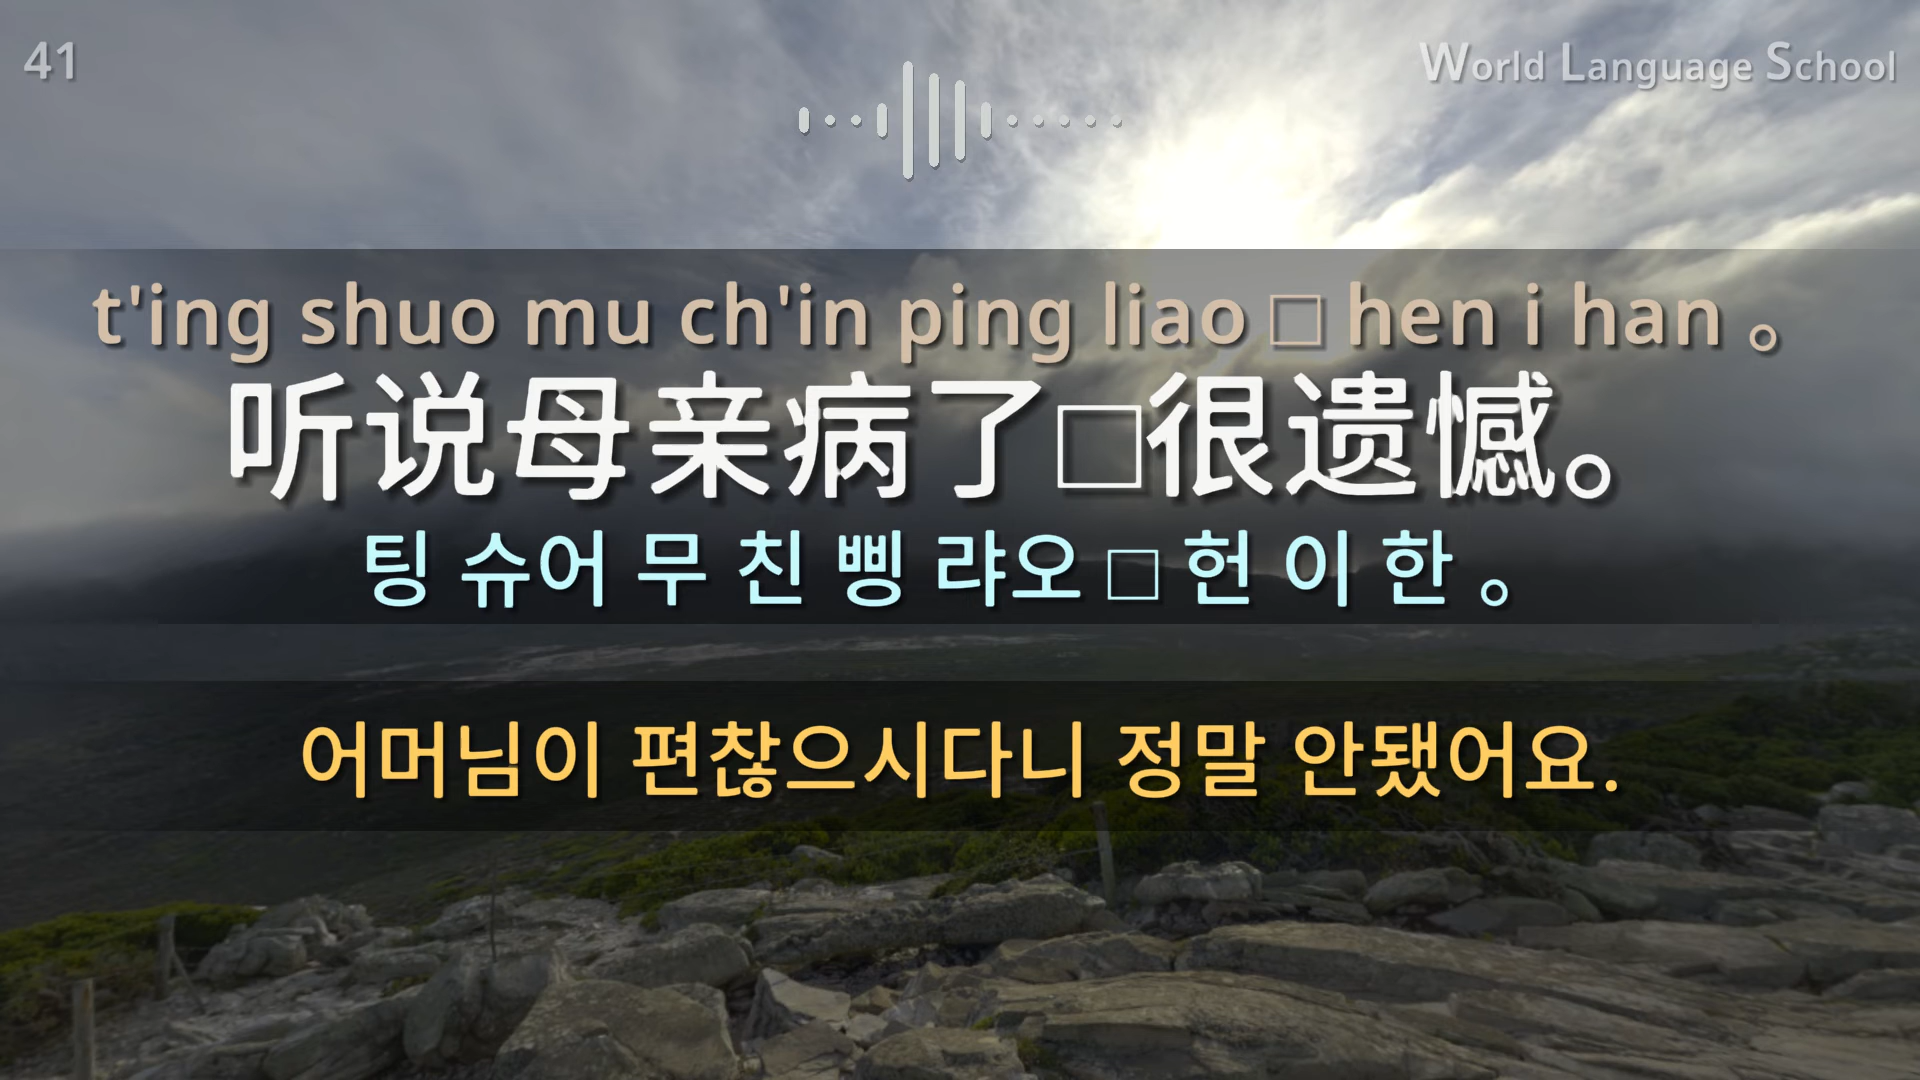 41
World Language School
t'ing shuo mu ch'in ping liao □ hen i han 。
听说母亲病了□很遗憾。
팅 슈어 무 친 삥 랴오 □ 헌 이 한 。
어머님이 편찮으시다니 정말 안됐어요.